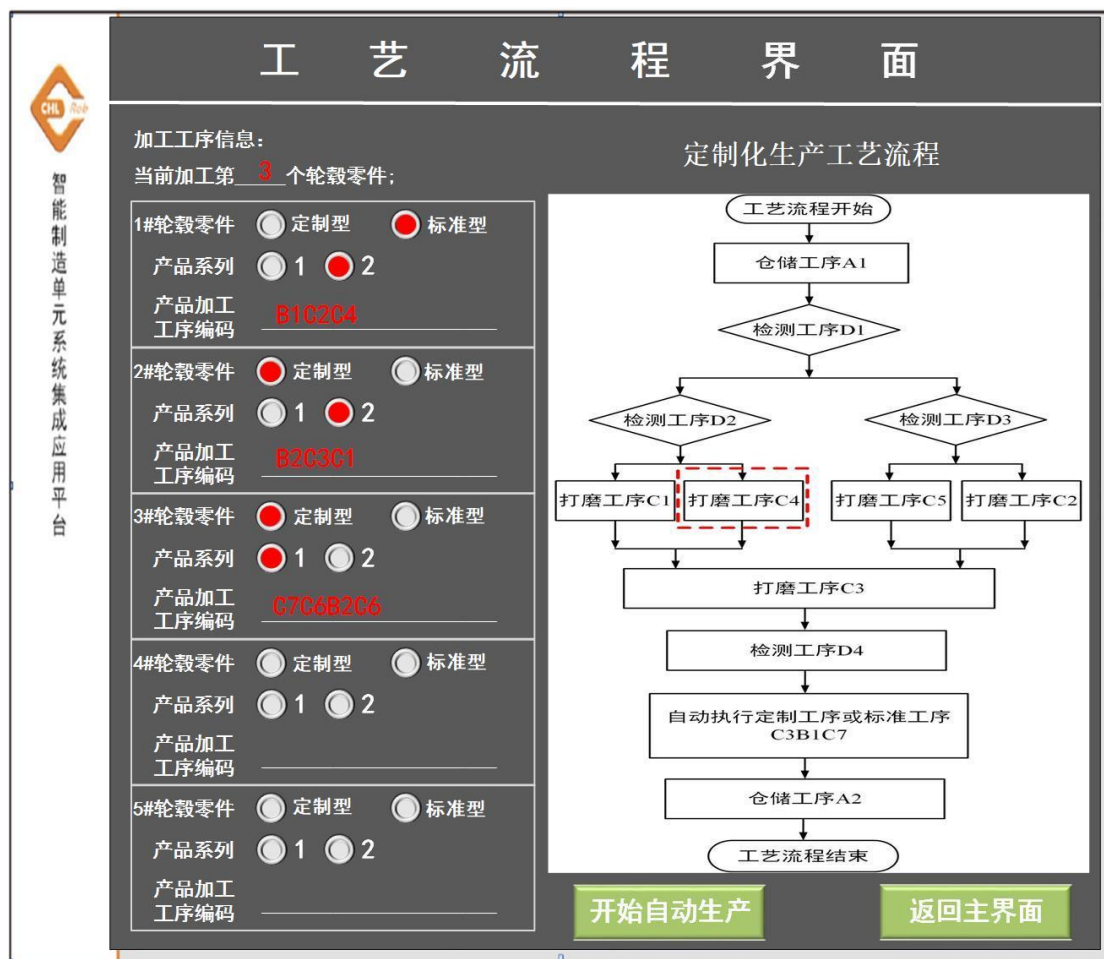 工艺流程界面
CHL Rob
智能制造单元系统集成应用平台
加工工序信息:
当前加工第 3 个轮毂零件;
1#轮毂零件 定制型 标准型
产品系列 1 2
产品加工
工序编码 B1C2C4
2#轮毂零件 定制型 标准型
产品系列 1 2
产品加工
工序编码 B2C3C1
3#轮毂零件 定制型 标准型
产品系列 1 2
产品加工
工序编码 C7C6B2C6
4#轮毂零件 定制型 标准型
产品系列 1 2
产品加工
工序编码
5#轮毂零件 定制型 标准型
产品系列 1 2
产品加工
工序编码
定制化生产工艺流程
工艺流程开始
仓储工序A1
检测工序D1
检测工序D2 检测工序D3
打磨工序C1 打磨工序C4 打磨工序C5 打磨工序C2
打磨工序C3
检测工序D4
自动执行定制工序或标准工序
C3B1C7
仓储工序A2
工艺流程结束
开始自动生产 返回主界面